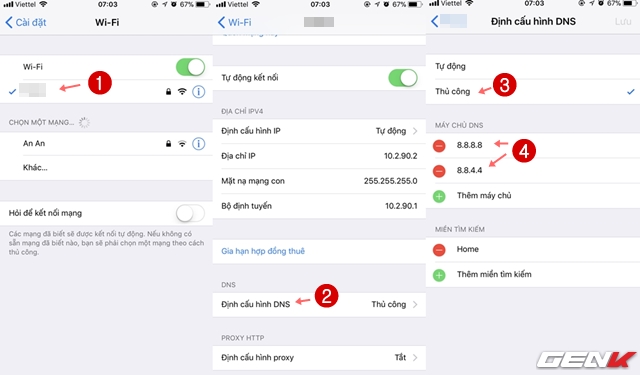 Viettel 07:03 67%
Cài đặt Wi-Fi
Wi-Fi
1
CHỌN MỘT MẠNG...
An An
Khác...
Hỏi để kết nối mạng
Các mạng đã biết sẽ được kết nối tự động. Nếu không có
sẵn mạng đã biết nào, bạn sẽ phải chọn một mạng theo cách
thủ công.
Viettel 07:03 67%
Wi-Fi
Tự động kết nối
ĐỊA CHỈ IPV4
Định cấu hình IP Tự động
Địa chỉ IP 10.2.90.2
Mặt nạ mạng con 255.255.255.0
Bộ định tuyến 10.2.90.1
Gia hạn hợp đồng thuê
DNS
Định cấu hình DNS 2 Thủ công
PROXY HTTP
Định cấu hình proxy Tắt
Viettel 07:03 67%
Wi-Fi Định cấu hình DNS Lưu
Tự động
Thủ công 3
MÁY CHỦ DNS
8.8.8.8
8.8.4.4
4
Thêm máy chủ
MIỀN TÌM KIẾM
Home
Thêm miền tìm kiếm
GENK